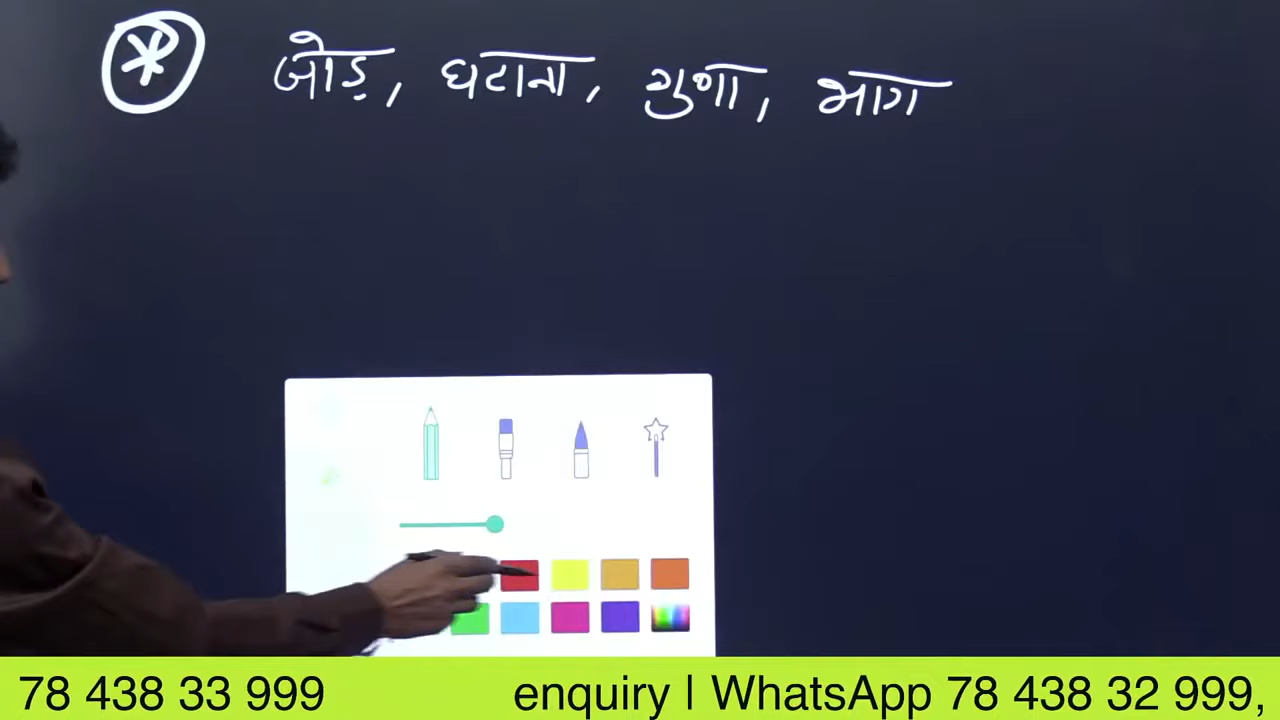 जोड़, घटाना, गुणा, भाग
78 438 33 999 enquiry | WhatsApp 78 438 32 999,